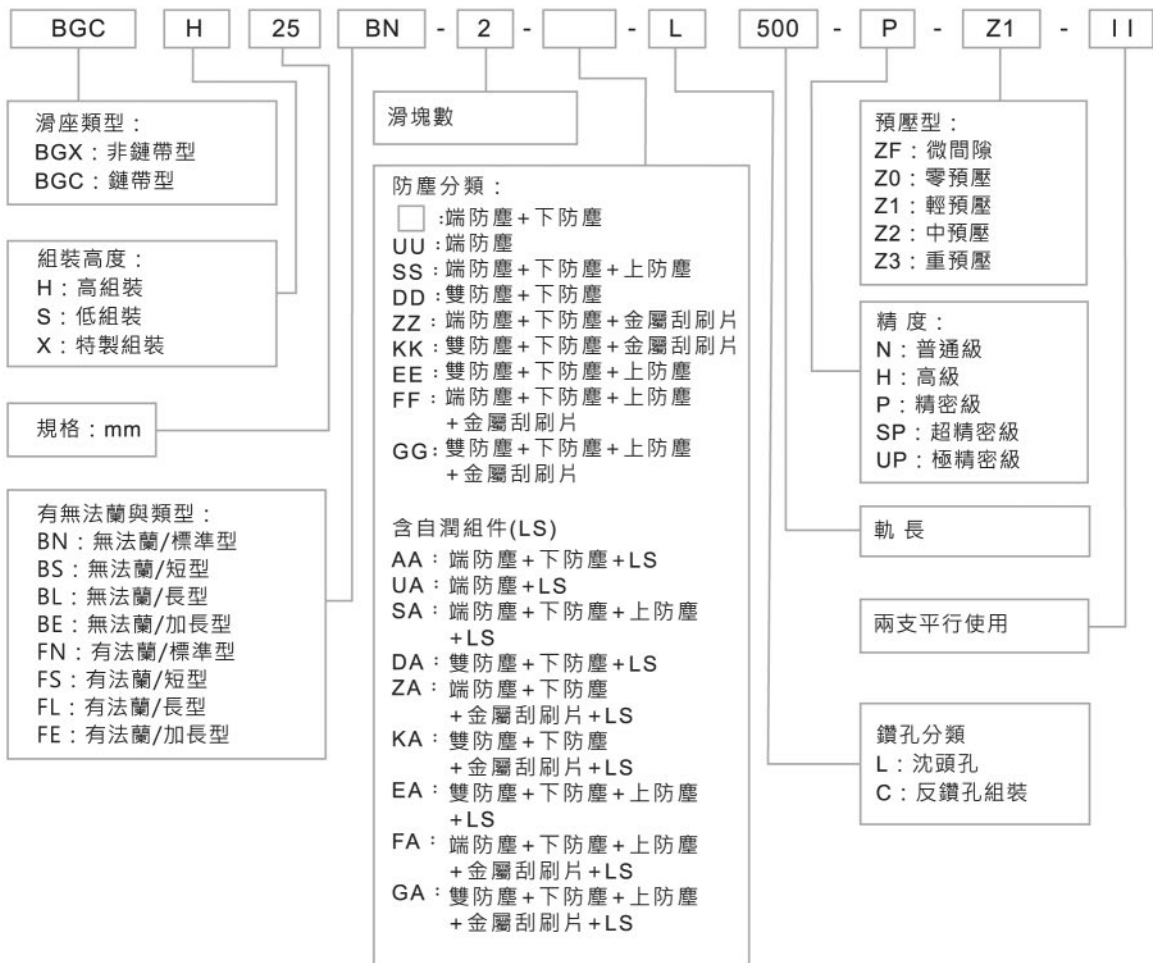 BGC H 25 BN - 2 - □ - L 500 - P - Z1 - II
滑座類型：
BGX：非鏈帶型
BGC：鏈帶型
組裝高度：
H：高組裝
S：低組裝
X：特製組裝
規格：mm
有無法蘭與類型：
BN：無法蘭/標準型
BS：無法蘭/短型
BL：無法蘭/長型
BE：無法蘭/加長型
FN：有法蘭/標準型
FS：有法蘭/短型
FL：有法蘭/長型
FE：有法蘭/加長型
滑塊數
防塵分類：
□：端防塵+下防塵
UU：端防塵
SS：端防塵+下防塵+上防塵
DD：雙防塵+下防塵
ZZ：端防塵+下防塵+金屬刮刷片
KK：雙防塵+下防塵+金屬刮刷片
EE：雙防塵+下防塵+上防塵
FF：端防塵+下防塵+上防塵
+金屬刮刷片
GG：雙防塵+下防塵+上防塵
+金屬刮刷片
含自潤組件(LS)
AA：端防塵+下防塵+LS
UA：端防塵+LS
SA：端防塵+下防塵+上防塵
+LS
DA：雙防塵+下防塵+LS
ZA：端防塵+下防塵
+金屬刮刷片+LS
KA：雙防塵+下防塵
+金屬刮刷片+LS
EA：雙防塵+下防塵+上防塵
+LS
FA：端防塵+下防塵+上防塵
+金屬刮刷片+LS
GA：雙防塵+下防塵+上防塵
+金屬刮刷片+LS
預壓型：
ZF：微間隙
Z0：零預壓
Z1：輕預壓
Z2：中預壓
Z3：重預壓
精 度：
N：普通級
H：高級
P：精密級
SP：超精密級
UP：極精密級
軌 長
兩支平行使用
鑽孔分類
L：沈頭孔
C：反鑽孔組裝